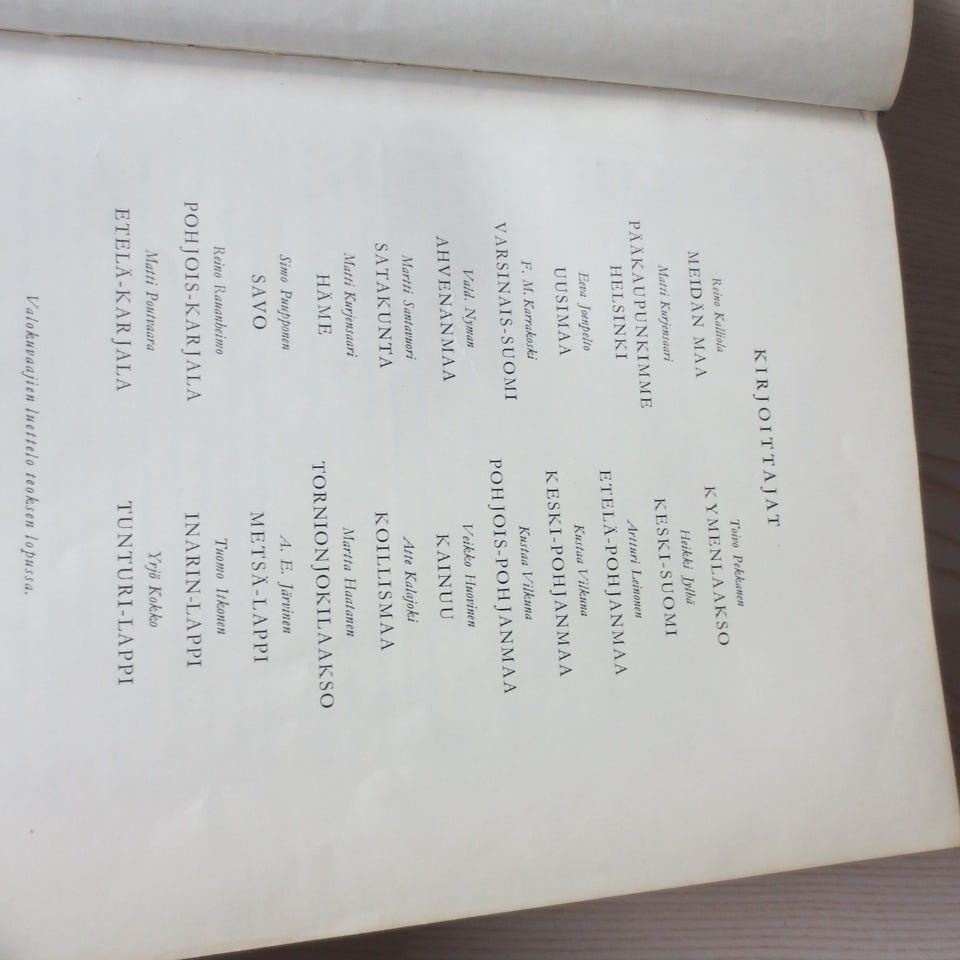 KIRJOITTAJAT
Reino Kalliola
MEIDÄN MAA
Matti Kurjensaari
PÄÄKAUPUNKIMME
HELSINKI
Eeva Joenpelto
UUSIMAA
F. M. Karrakoski
VARSINAIS-SUOMI
Vald. Nyman
AHVENANMAA
Martti Santavuori
SATAKUNTA
Matti Kurjensaari
HÄME
Simo Puupponen
SAVO
Reino Rauanheimo
POHJOIS-KARJALA
Matti Poutvaara
ETELÄ-KARJALA
Toivo Pekkanen
KYMENLAAKSO
Heikki Jylhä
KESKI-SUOMI
Artturi Leinonen
ETELÄ-POHJANMAA
Kustaa Vilkuna
KESKI-POHJANMAA
Kustaa Vilkuna
POHJOIS-POHJANMAA
Veikko Huovinen
KAINUU
Atte Kalajoki
KOILLISMAA
Martta Haatanen
TORNIONJOKILAAKSO
A. E. Järvinen
METSÄ-LAPPI
Tuomo Itkonen
INARIN-LAPPI
Yrjö Kokko
TUNTURI-LAPPI
Valokuvaajien luettelo teoksen lopussa.